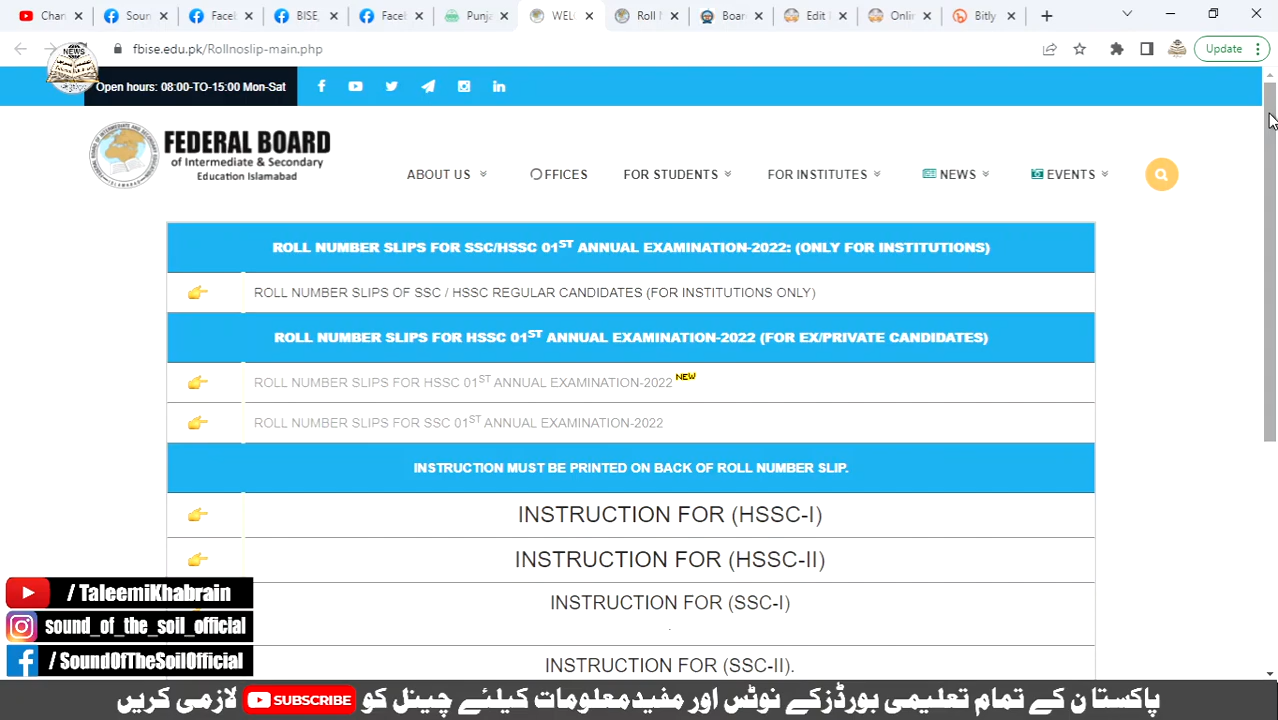 Chan
Soun
Facel
BISE,
Facel
Punja
WELC
Roll N
Boar
Edit
Onlin
Bitly
fbise.edu.pk/Rollnoslip-main.php
Update
NEWS
Open hours: 08:00-TO-15:00 Mon-Sat
FEDERAL BOARD
of Intermediate & Secondary
Education Islamabad
ABOUT US
OFFICES
FOR STUDENTS
FOR INSTITUTES
NEWS
EVENTS
ROLL NUMBER SLIPS FOR SSC/HSSC 01ST ANNUAL EXAMINATION-2022: (ONLY FOR INSTITUTIONS)
ROLL NUMBER SLIPS OF SSC / HSSC REGULAR CANDIDATES (FOR INSTITUTIONS ONLY)
ROLL NUMBER SLIPS FOR HSSC 01ST ANNUAL EXAMINATION-2022 (FOR EX/PRIVATE CANDIDATES)
ROLL NUMBER SLIPS FOR HSSC 01ST ANNUAL EXAMINATION-2022 NEW
ROLL NUMBER SLIPS FOR SSC 01ST ANNUAL EXAMINATION-2022
INSTRUCTION MUST BE PRINTED ON BACK OF ROLL NUMBER SLIP.
INSTRUCTION FOR (HSSC-I)
INSTRUCTION FOR (HSSC-II)
INSTRUCTION FOR (SSC-I)
.
INSTRUCTION FOR (SSC-II).
/TaleemiKhabrain
sound_of_the_soil_official
/SoundOfTheSoilOfficial
پاکستان کے تمام تعلیمی بورڈز کے نوٹس اور مفید معلومات کیلئے چینل کو SUBSCRIBE لازمی کریں